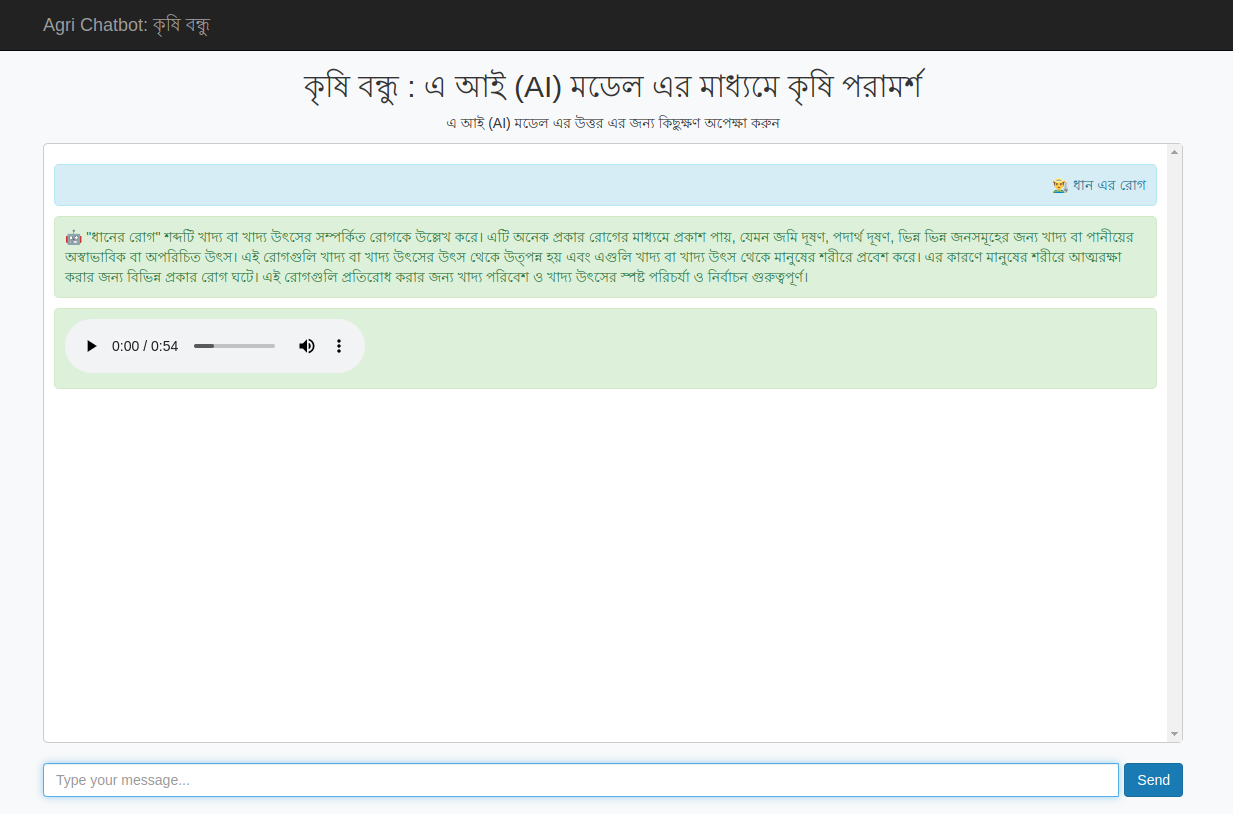 Agri Chatbot: কৃষি বন্ধু
কৃষি বন্ধু : এ আই (AI) মডেল এর মাধ্যমে কৃষি পরামর্শ
এ আই (AI) মডেল এর উত্তর এর জন্য কিছুক্ষণ অপেক্ষা করুন
ধান এর রোগ
"ধানের রোগ" শব্দটি খাদ্য বা খাদ্য উৎসের সম্পর্কিত রোগকে উল্লেখ করে। এটি অনেক প্রকার রোগের মাধ্যমে প্রকাশ পায়, যেমন জমি দূষণ, পদার্থ দূষণ, ভিন্ন ভিন্ন জনসমূহের জন্য খাদ্য বা পানীয়ের
অস্বাভাবিক বা অপরিচিত উৎস। এই রোগগুলি খাদ্য বা খাদ্য উৎসের উৎস থেকে উত্পন্ন হয় এবং এগুলি খাদ্য বা খাদ্য উৎস থেকে মানুষের শরীরে প্রবেশ করে। এর কারণে মানুষের শরীরে আত্মরক্ষা
করার জন্য বিভিন্ন প্রকার রোগ ঘটে। এই রোগগুলি প্রতিরোধ করার জন্য খাদ্য পরিবেশ ও খাদ্য উৎসের স্পষ্ট পরিচর্যা ও নির্বাচন গুরুত্বপূর্ণ।
0:00 / 0:54
Type your message...
Send